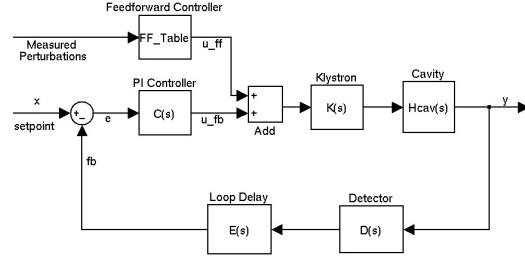 Feedforward Controller
FF_Table
Measured
Perturbations
u_ff
PI Controller
Klystron
Cavity
x
setpoint
+
-
e
C(s)
u_fb
+
+
Add
K(s)
Hcav(s)
y
fb
Loop Delay
Detector
E(s)
D(s)